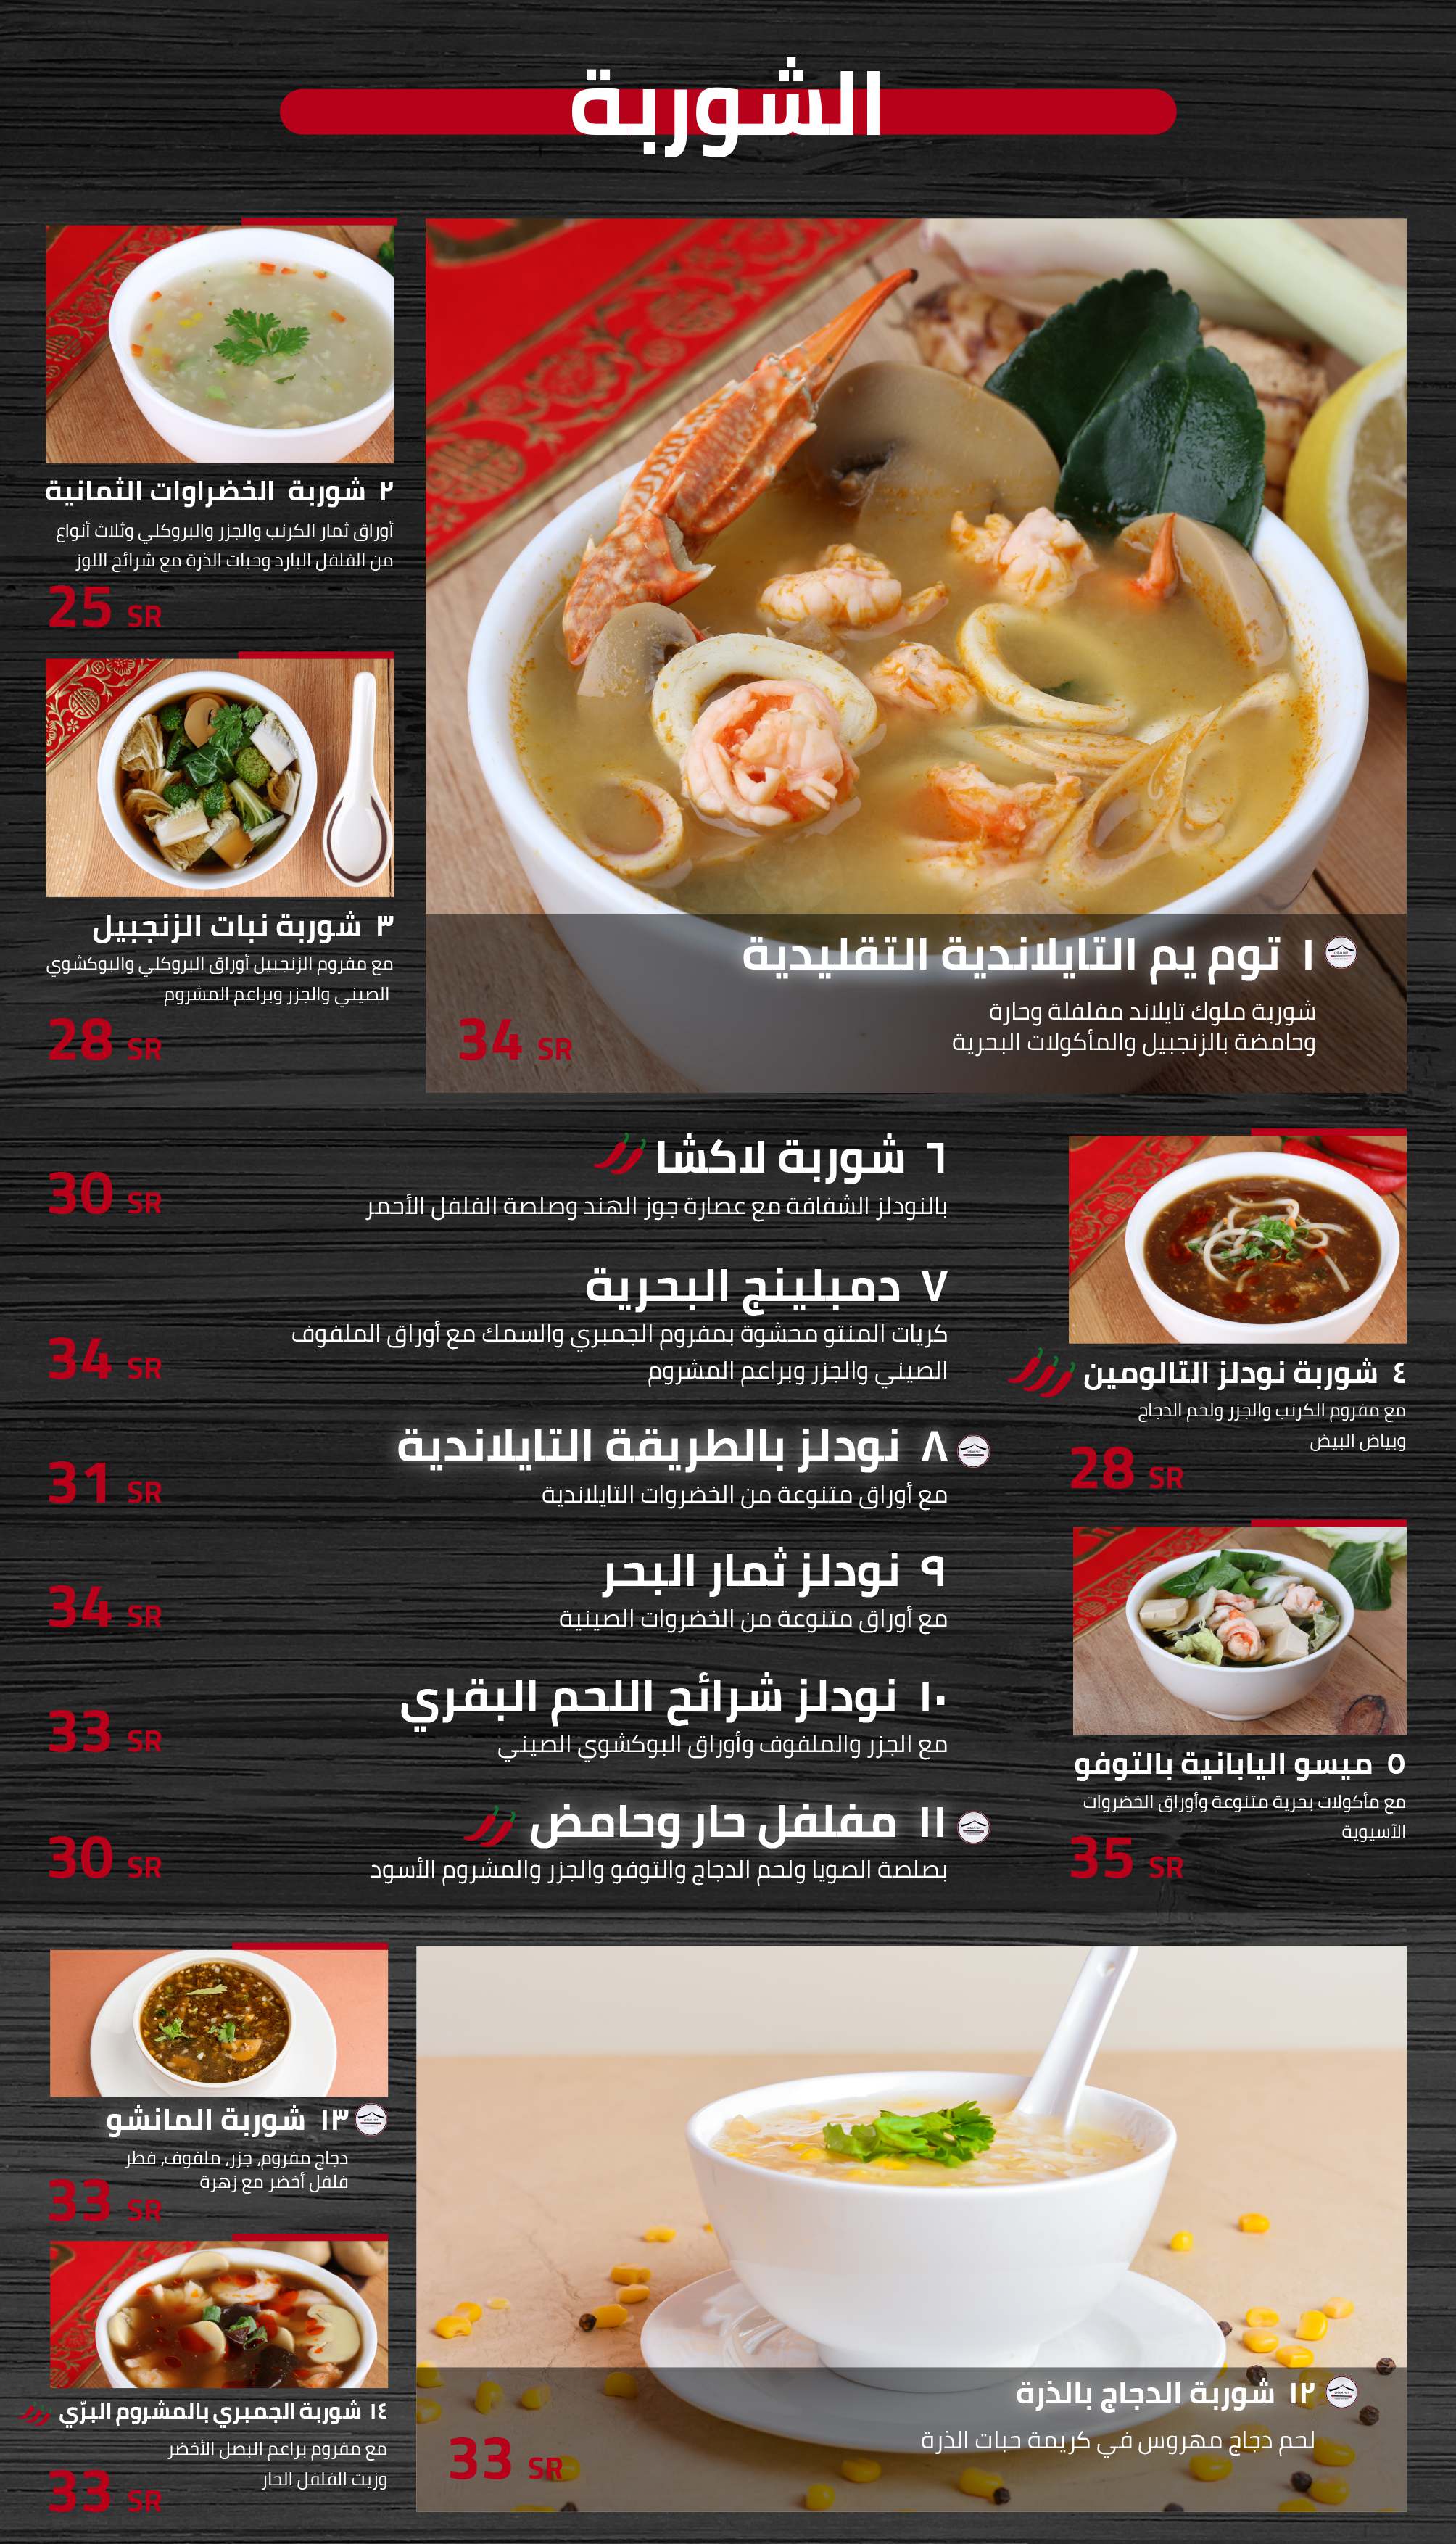 الشوربة
١ توم يم التايلاندية التقليدية
شوربة ملوك تايلاند مفلفلة وحارة
وحامضة بالزنجبيل والمأكولات البحرية
34 SR
٢ شوربة الخضراوات الثمانية
أوراق ثمار الكرنب والجزر والبروكلي وثلاث أنواع
من الفلفل البارد وحبات الذرة مع شرائح اللوز
25 SR
٣ شوربة نبات الزنجبيل
مع مفروم الزنجبيل أوراق البروكلي والبوكشوي
الصيني والجزر وبراعم المشروم
28 SR
٤ شوربة نودلز التالومين
مع مفروم الكرنب والجزر ولحم الدجاج
وبياض البيض
28 SR
٥ ميسو اليابانية بالتوفو
مع مأكولات بحرية متنوعة وأوراق الخضروات
الآسيوية
35 SR
٦ شوربة لاكشا
بالنودلز الشفافة مع عصارة جوز الهند وصلصة الفلفل الأحمر
30 SR
٧ دمبلينج البحرية
كريات المنتو محشوة بمفروم الجمبري والسمك مع أوراق الملفوف
الصيني والجزر وبراعم المشروم
34 SR
٨ نودلز بالطريقة التايلاندية
مع أوراق متنوعة من الخضروات التايلاندية
31 SR
٩ نودلز ثمار البحر
مع أوراق متنوعة من الخضروات الصينية
34 SR
١٠ نودلز شرائح اللحم البقري
مع الجزر والملفوف وأوراق البوكشوي الصيني
33 SR
١١ مفلفل حار وحامض
بصلصة الصويا ولحم الدجاج والتوفو والجزر والمشروم الأسود
30 SR
١٢ شوربة الدجاج بالذرة
لحم دجاج مهروس في كريمة حبات الذرة
33 SR
١٣ شوربة المانشو
دجاج مفروم, جزر, ملفوف, فطر
فلفل أخضر مع زهرة
33 SR
١٤ شوربة الجمبري بالمشروم البرّي
مع مفروم براعم البصل الأخضر
وزيت الفلفل الحار
33 SR